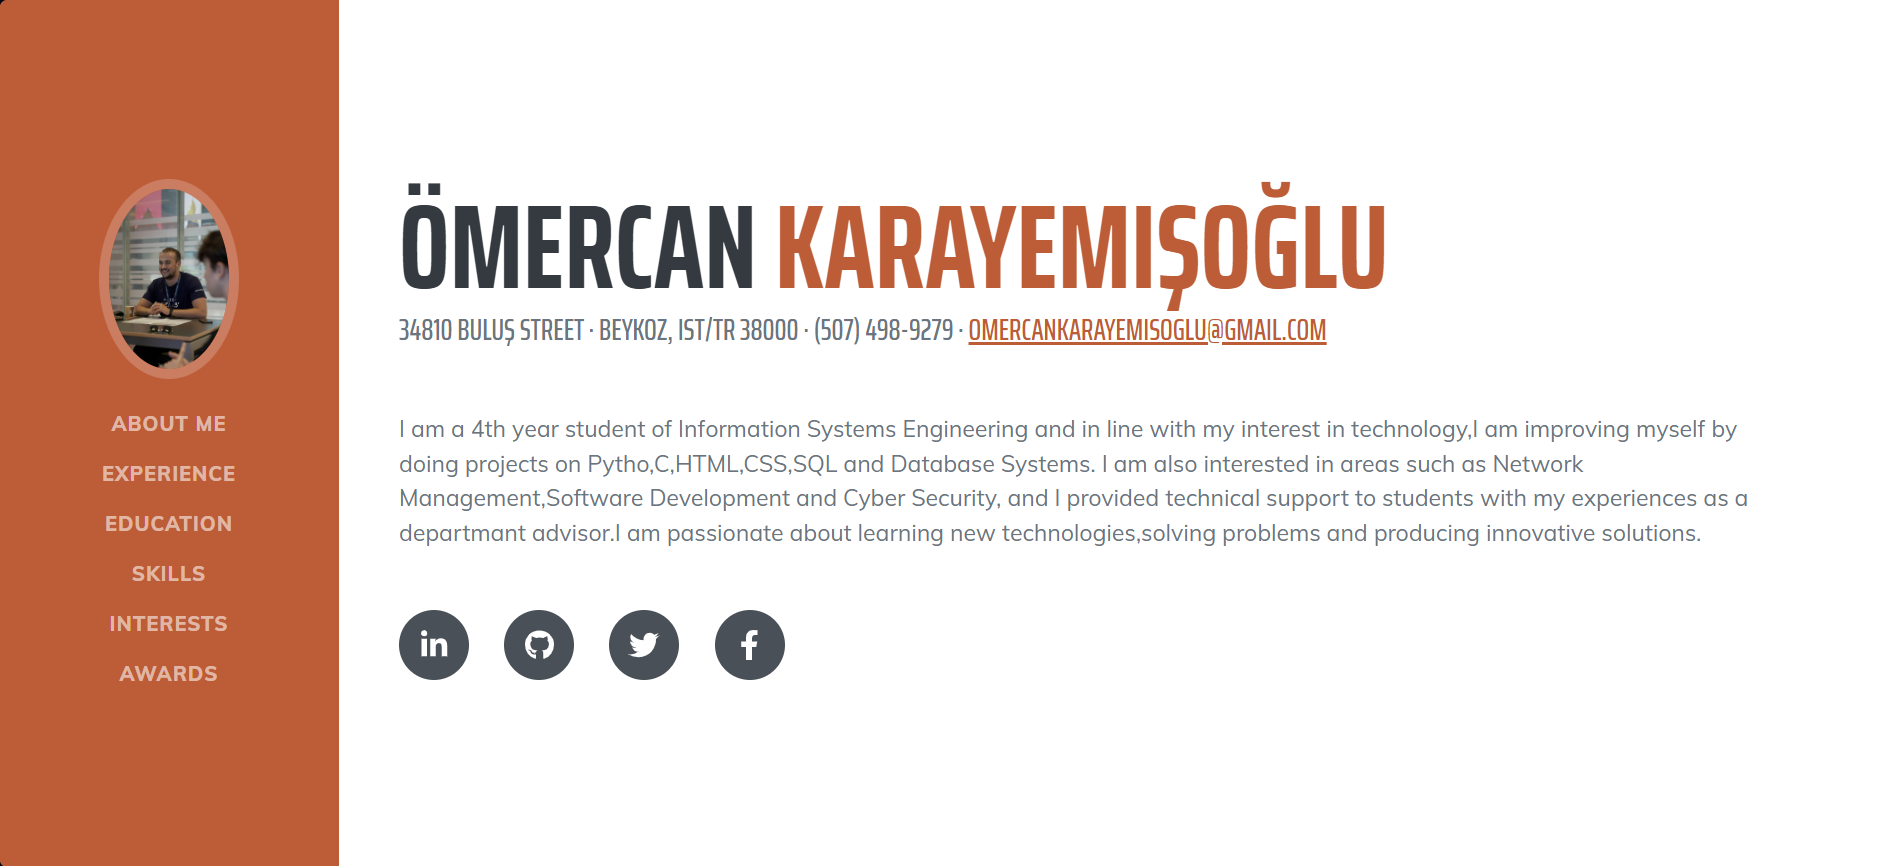 ABOUT ME
EXPERIENCE
EDUCATION
SKILLS
INTERESTS
AWARDS
ÖMERCAN KARAYEMIŞOĞLU
34810 BULUŞ STREET · BEYKOZ, IST/TR 38000 · (507) 498-9279 · OMERCANKARAYEMISOGLU@GMAIL.COM
I am a 4th year student of Information Systems Engineering and in line with my interest in technology,I am improving myself by
doing projects on Pytho,C,HTML,CSS,SQL and Database Systems. I am also interested in areas such as Network
Management,Software Development and Cyber Security, and I provided technical support to students with my experiences as a
departmant advisor.I am passionate about learning new technologies,solving problems and producing innovative solutions.
in